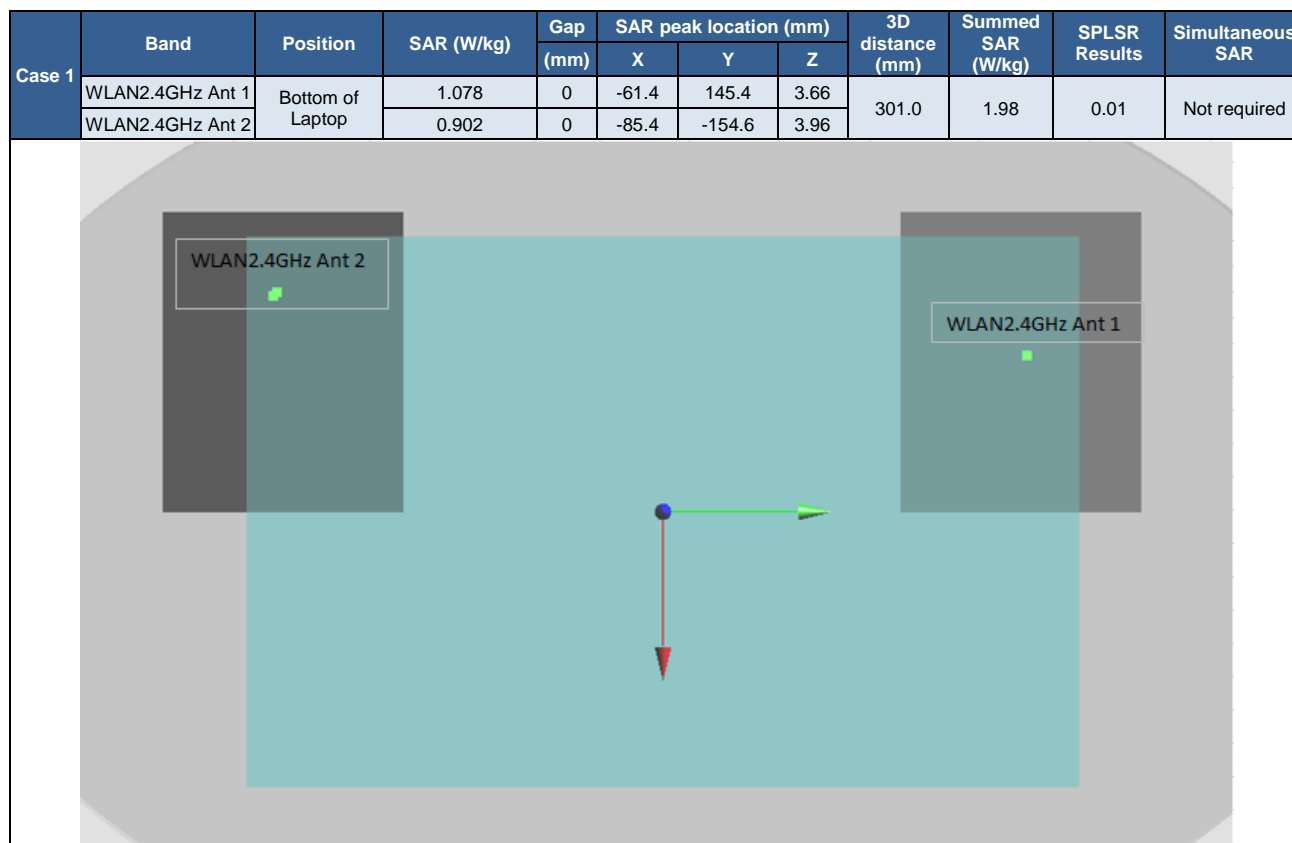 Case 1
Band
Position
SAR (W/kg)
Gap
(mm)
SAR peak location (mm)
X
Y
Z
3D
distance
(mm)
Summed
SAR
(W/kg)
SPLSR
Results
Simultaneous
SAR
WLAN2.4GHz Ant 1
Bottom of
Laptop
1.078
0
-61.4
145.4
3.66
301.0
1.98
0.01
Not required
WLAN2.4GHz Ant 2
0.902
0
-85.4
-154.6
3.96
WLAN2.4GHz Ant 2
WLAN2.4GHz Ant 1